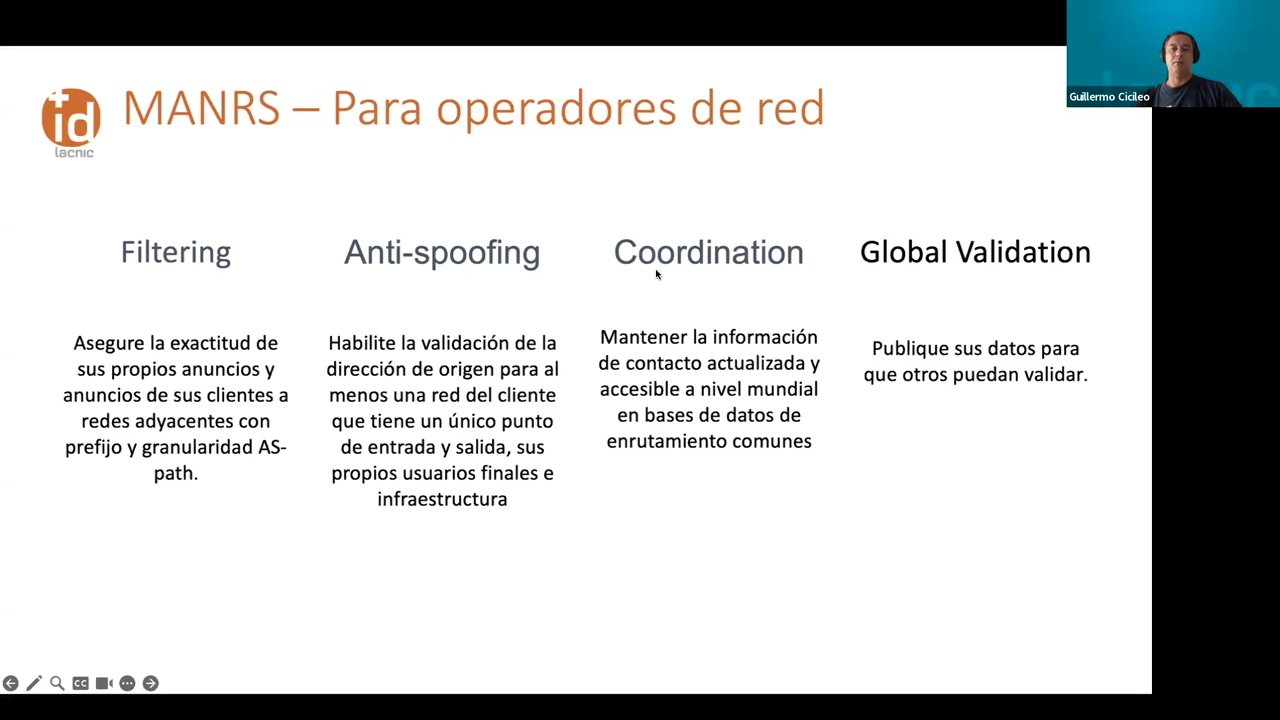 Guillermo Cicileo
+id
lacnic
MANRS – Para operadores de red
Filtering
Asegure la exactitud de
sus propios anuncios y
anuncios de sus clientes a
redes adyacentes con
prefijo y granularidad AS-
path.
Anti-spoofing
Habilite la validación de la
dirección de origen para al
menos una red del cliente
que tiene un único punto
de entrada y salida, sus
propios usuarios finales e
infraestructura
Coordination
Mantener la información
de contacto actualizada y
accesible a nivel mundial
en bases de datos de
enrutamiento comunes
Global Validation
Publique sus datos para
que otros puedan validar.
CC